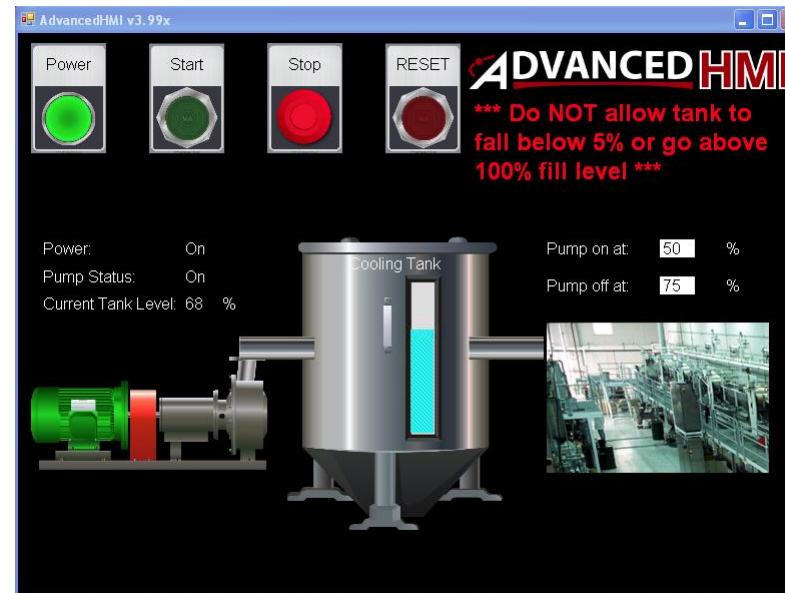 AdvancedHMI v3.99x
Power
Start
Stop
RESET
ADVANCED HMI
*** Do NOT allow tank to
fall below 5% or go above
100% fill level ***
Power: On
Pump Status: On
Current Tank Level: 68 %
Cooling Tank
Pump on at: 50 %
Pump off at: 75 %